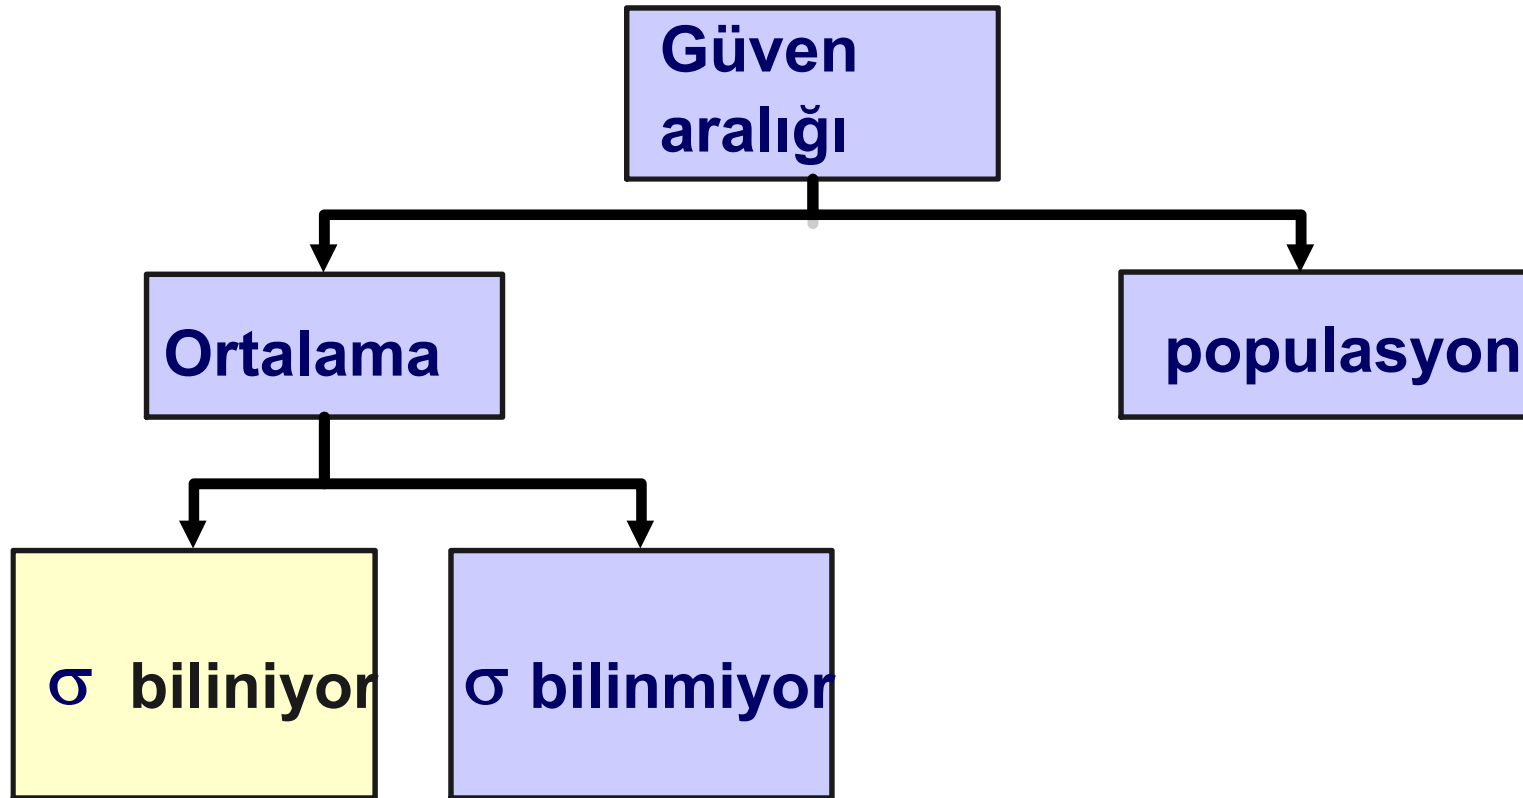 Güven
aralığı
Ortalama
populasyon
σ biliniyor
σ bilinmiyor